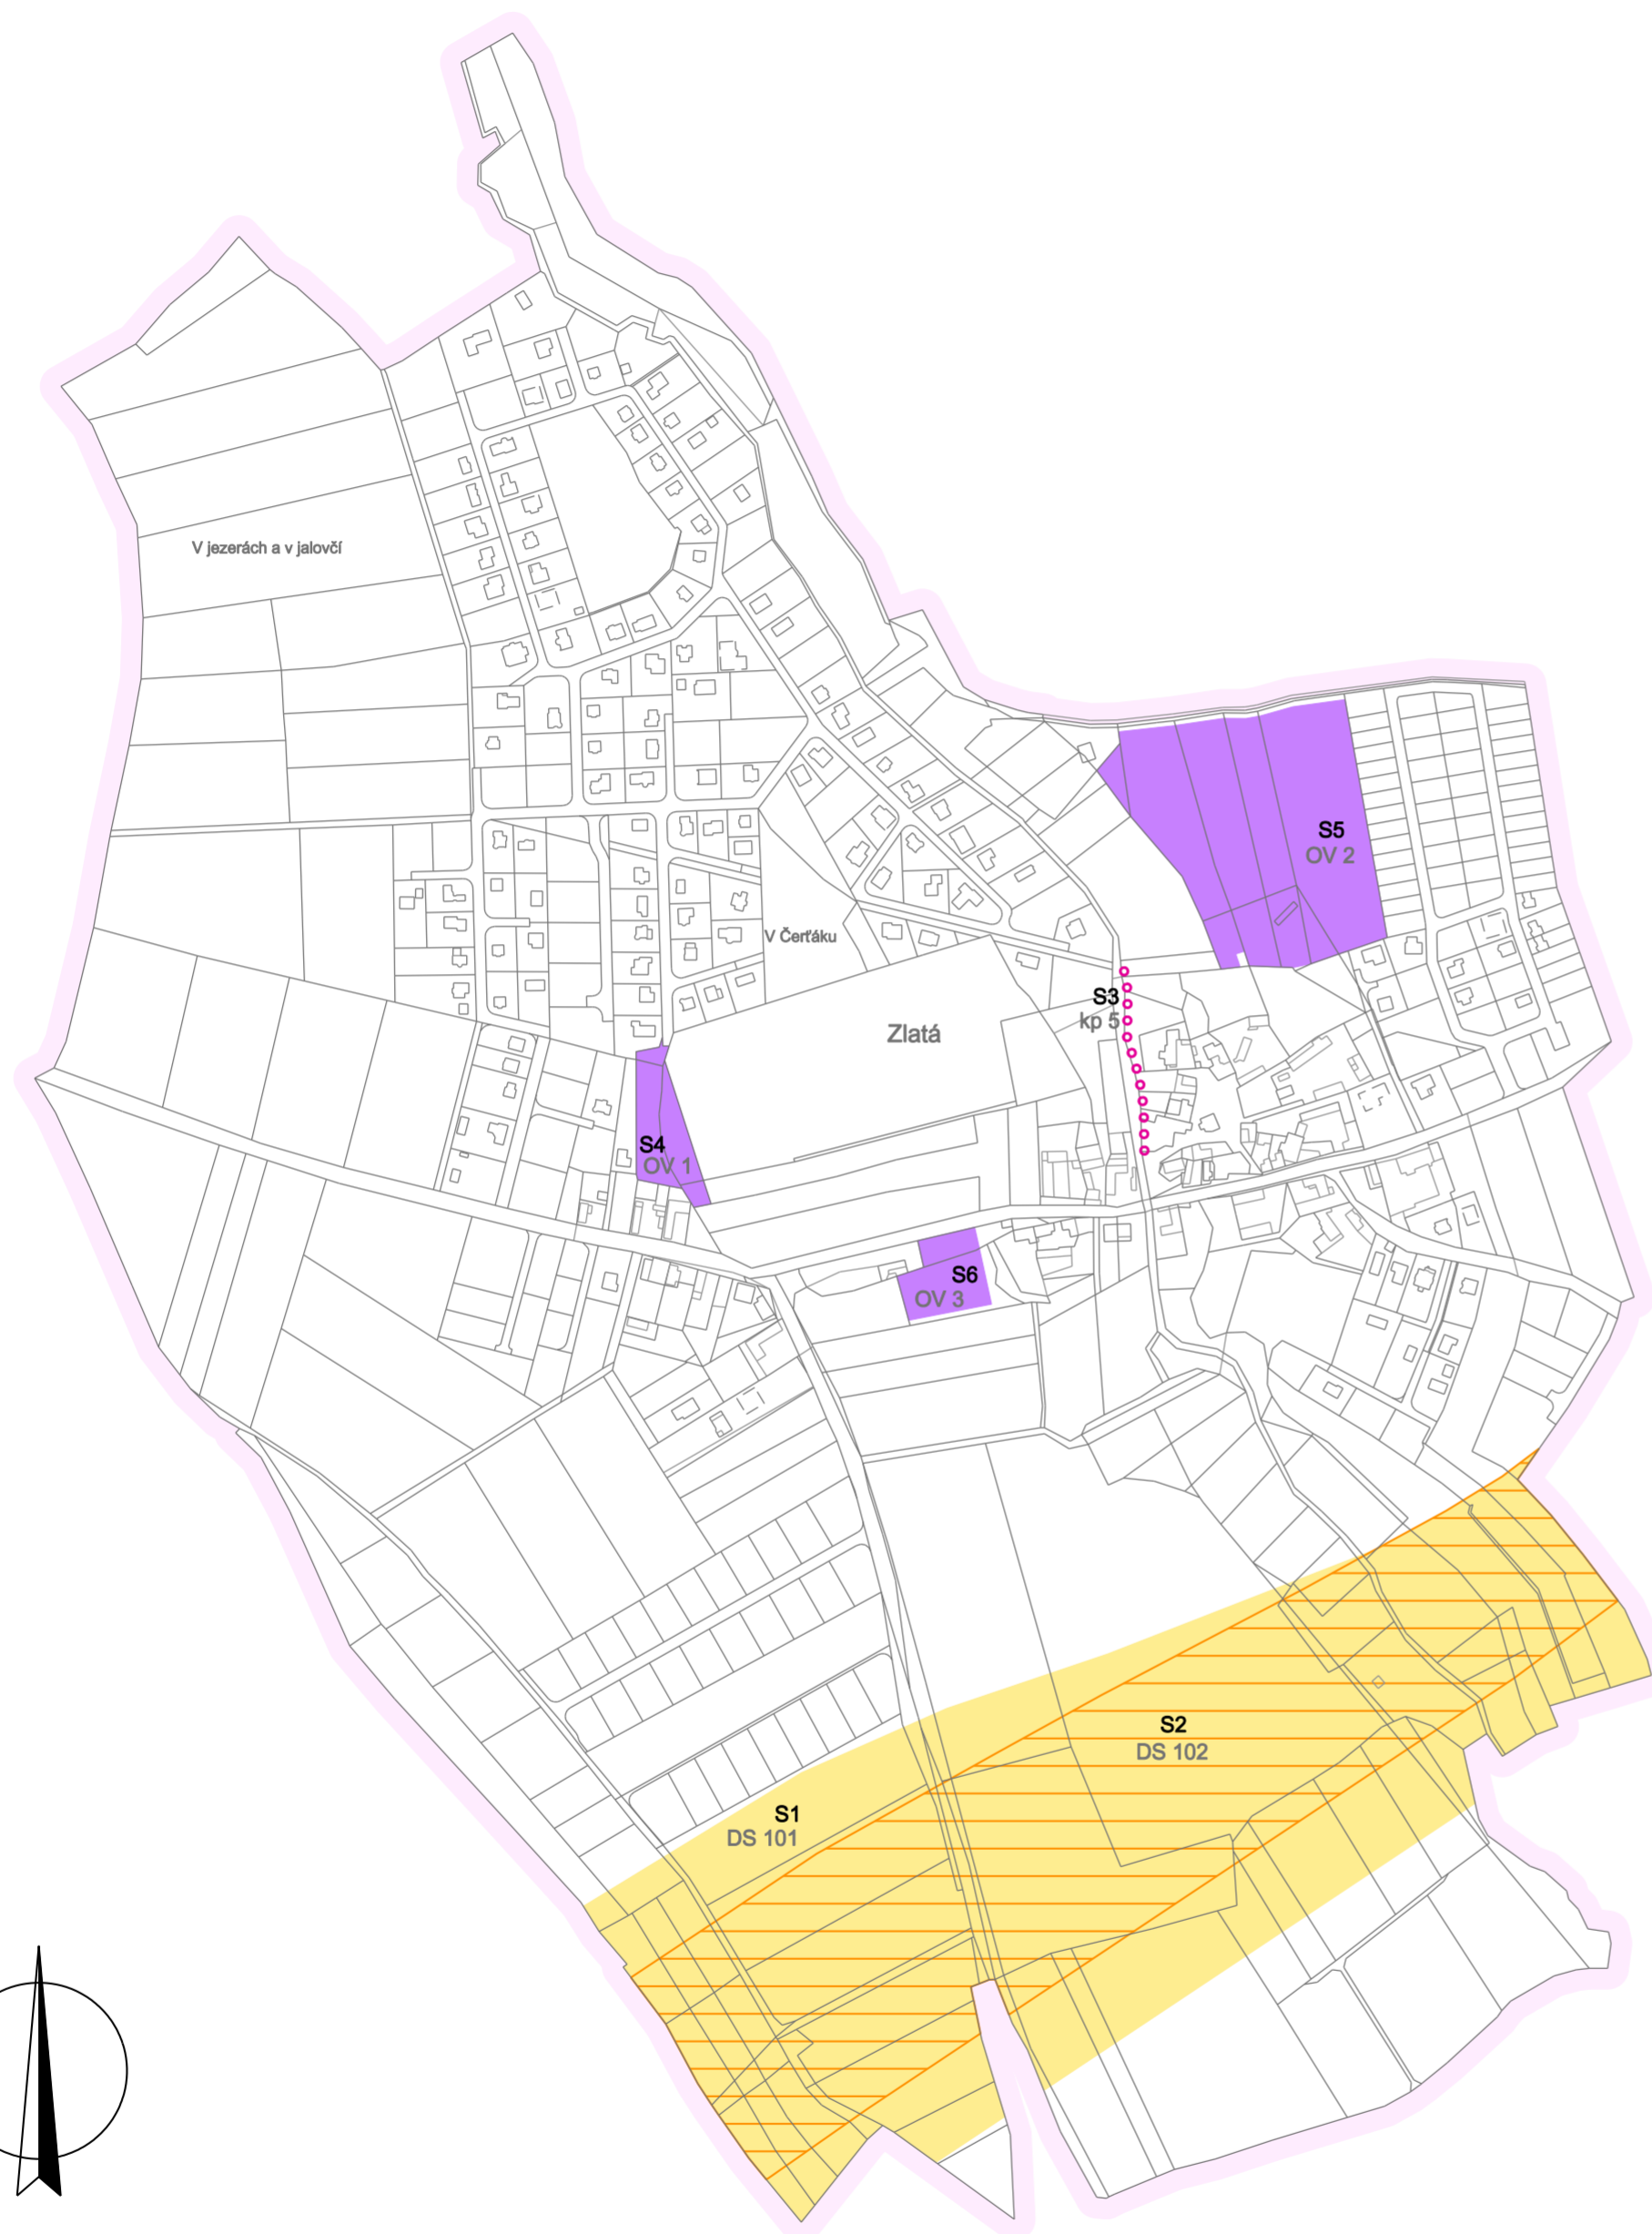 V jezerách a v jalovčí
S5
OV 2
V Čerťáku
S3
kp 5
Zlatá
S4
OV 1
S6
OV 3
S2
DS 102
S1
DS 101